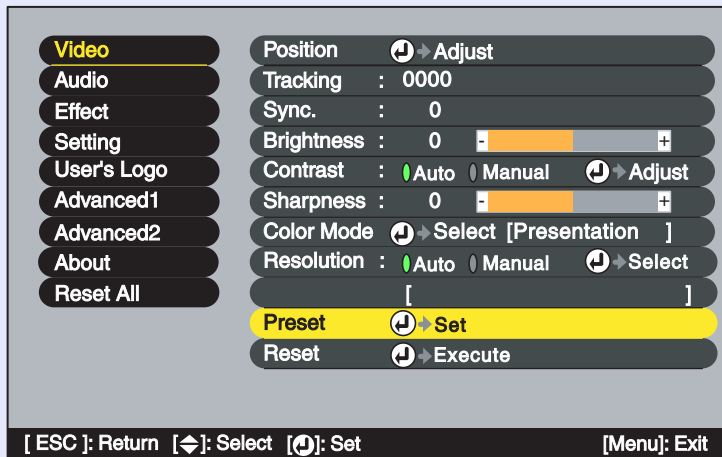 Video
Audio
Effect
Setting
User's Logo
Advanced1
Advanced2
About
Reset All
Position Adjust
Tracking : 0000
Sync. : 0
Brightness : 0 - +
Contrast : Auto Manual Adjust
Sharpness : 0 - +
Color Mode Select [Presentation ]
Resolution : Auto Manual Select
[ ]
Preset Set
Reset Execute
[ ESC ]: Return [ ]: Select [ ]: Set [Menu]: Exit